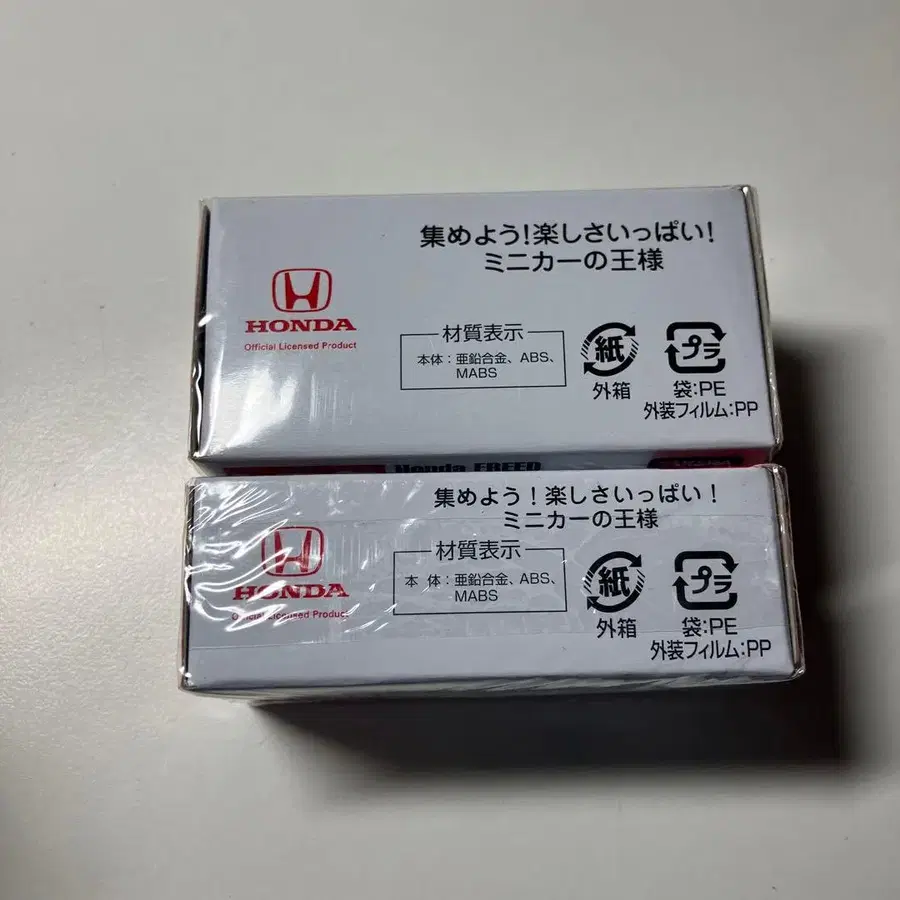 集めよう!楽しさいっぱい!
ミニカーの王様
HONDA
Official Licensed Product
材質表示
本体:亜鉛合金、ABS、
MABS
紙
外箱
プラ
袋:PE
外装フィルム:PP
Honda FREED
集めよう!楽しさいっぱい!
ミニカーの王様
HONDA
Official Licensed Product
材質表示
本 体:亜鉛合金、ABS、
MABS
紙
外箱
プラ
袋:PE
外装フィルム:PP